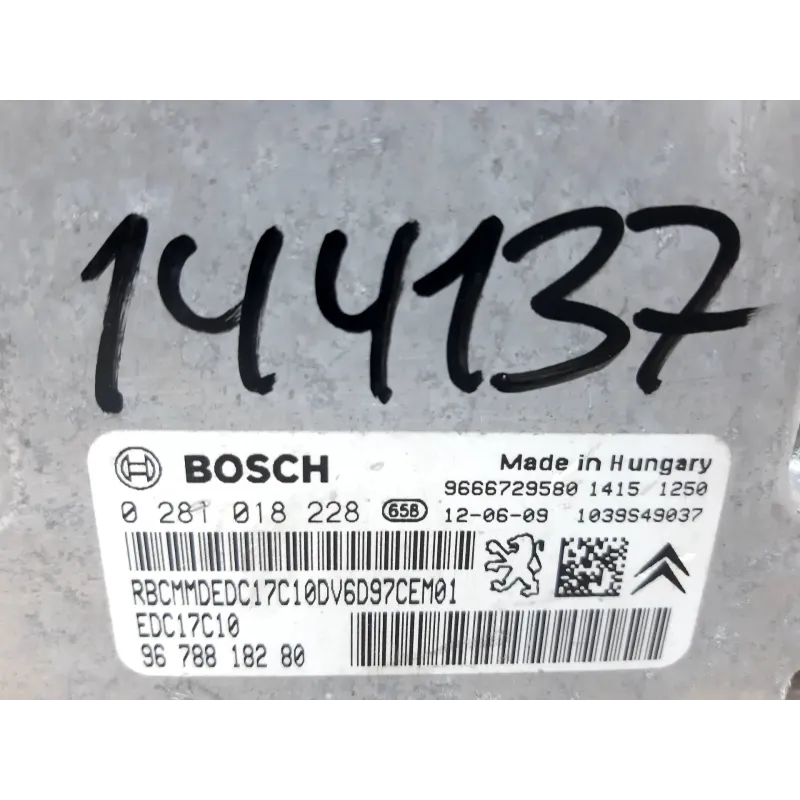 144137
BOSCH
Made in Hungary
9666729580 1415 1250
0 281 018 228 658 12-06-09 1039S49037
RBCMMDEDC17C10DV6D97CEM01
EDC17C10
96 788 182 80